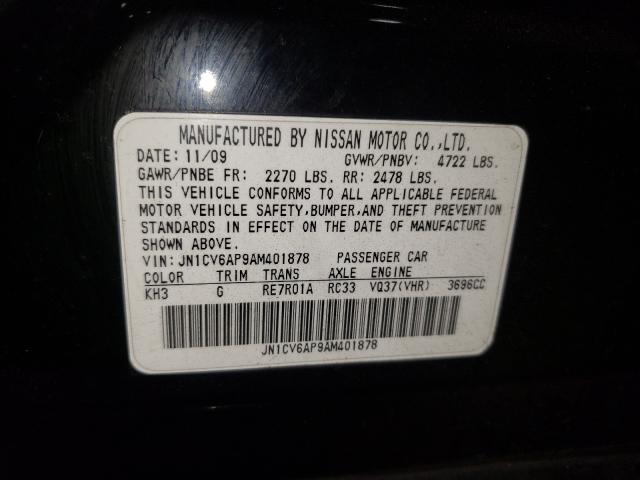 MANUFACTURED BY NISSAN MOTOR CO.,LTD.
DATE: 11/09 GVWR/PNBV: 4722 LBS.
GAWR/PNBE FR: 2270 LBS. RR: 2478 LBS.
THIS VEHICLE CONFORMS TO ALL APPLICABLE FEDERAL
MOTOR VEHICLE SAFETY,BUMPER,AND THEFT PREVENTION
STANDARDS IN EFFECT ON THE DATE OF MANUFACTURE
SHOWN ABOVE.
VIN: JN1CV6AP9AM401878 PASSENGER CAR
COLOR TRIM TRANS AXLE ENGINE
KH3 G RE7R01A RC33 VQ37(VHR) 3696CC
JN1CV6AP9AM401878